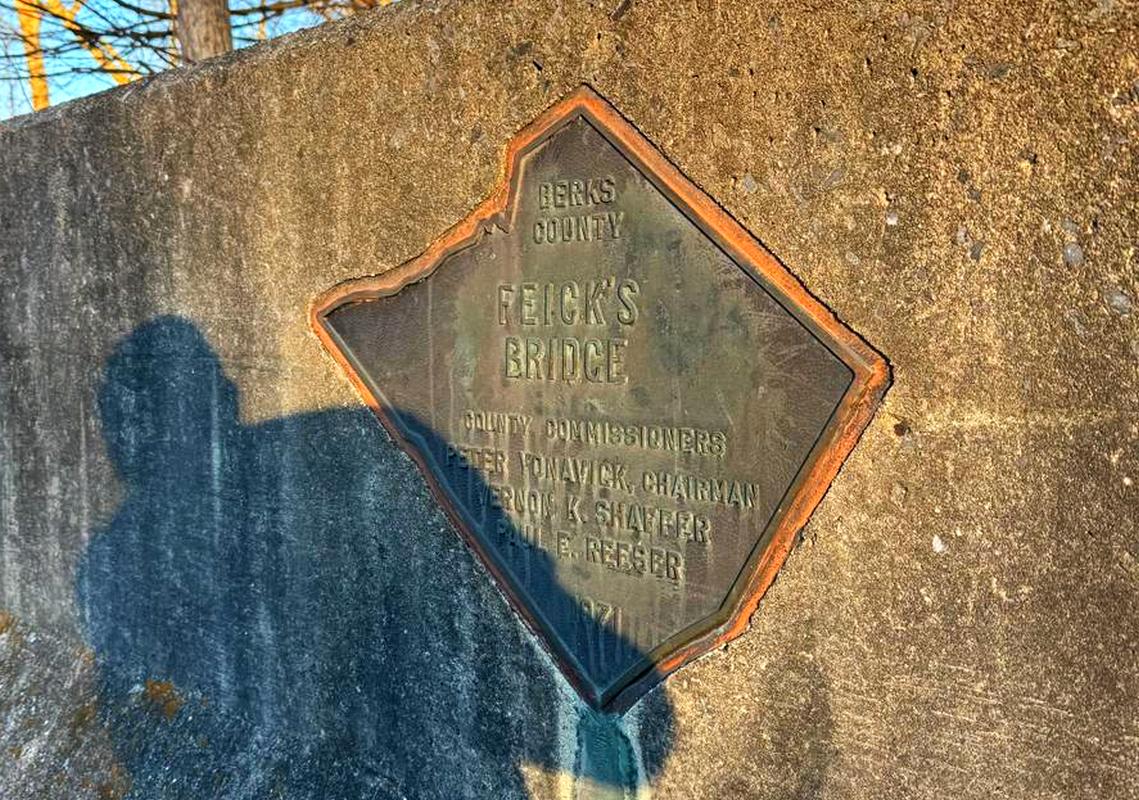 BERKS
COUNTY
FEICK'S
BRIDGE
COUNTY COMMISSIONERS
PETER YONAVICK, CHAIRMAN
VERNON K. SHAFFER
PAUL E. REESER
1971